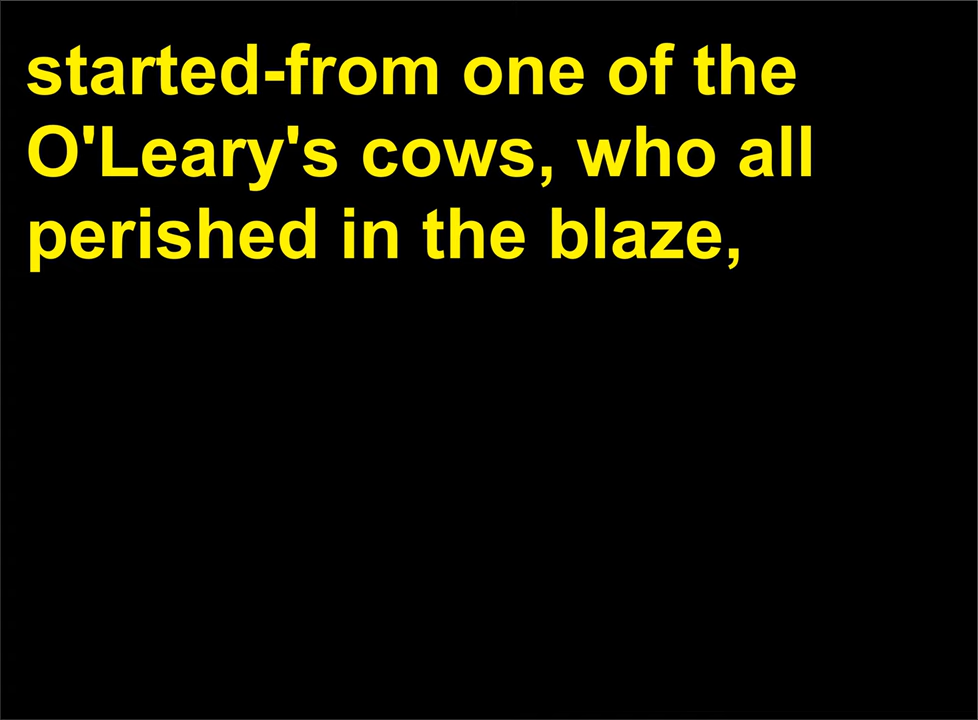 started-from one of the
O'Leary's cows, who all
perished in the blaze,